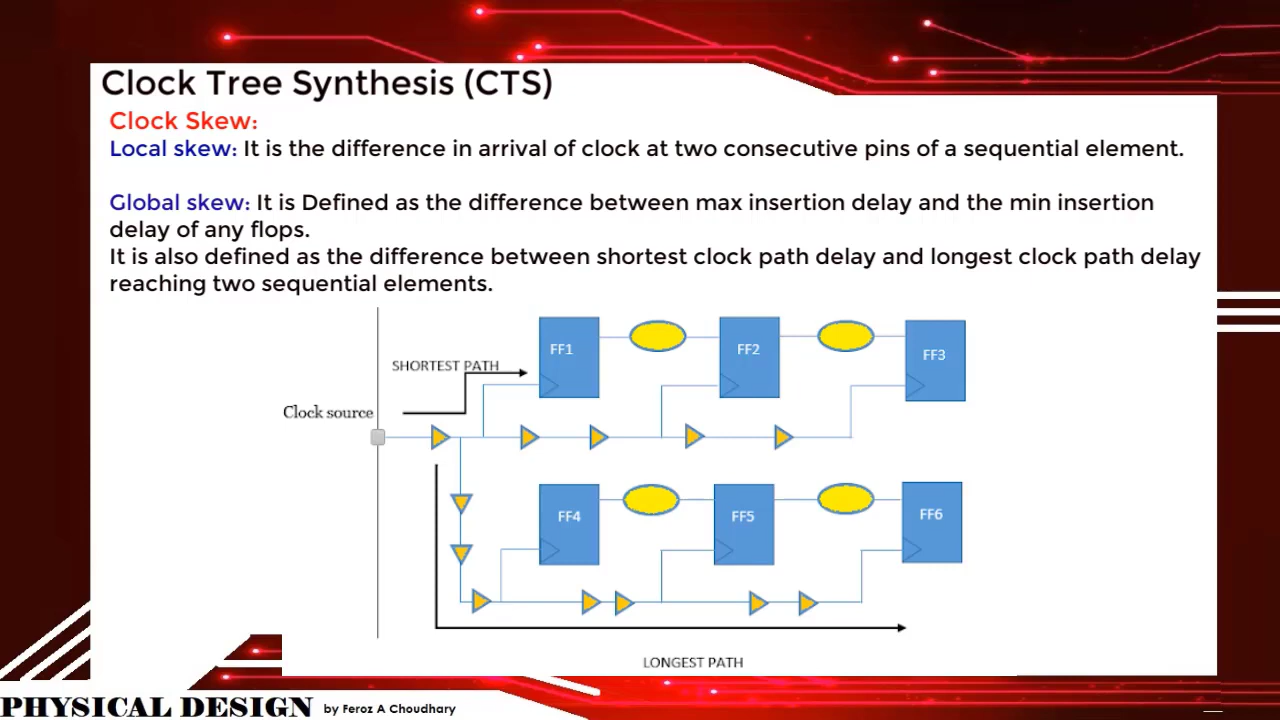 Clock Tree Synthesis (CTS)
Clock Skew:
Local skew: It is the difference in arrival of clock at two consecutive pins of a sequential element.
Global skew: It is Defined as the difference between max insertion delay and the min insertion
delay of any flops.
It is also defined as the difference between shortest clock path delay and longest clock path delay
reaching two sequential elements.
FF1
FF2
FF3
SHORTEST PATH
Clock source
FF4
FF5
FF6
LONGEST PATH
PHYSICAL DESIGN by Feroz A Choudhary